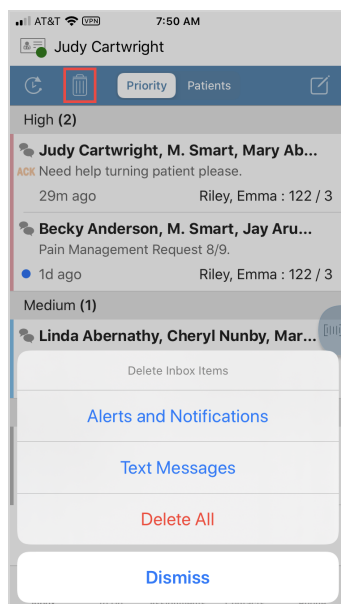 AT&T VPN 7:50 AM
Judy Cartwright
Priority Patients
High (2)
Judy Cartwright, M. Smart, Mary Ab...
ACK Need help turning patient please.
29m ago Riley, Emma : 122 / 3
Becky Anderson, M. Smart, Jay Aru...
Pain Management Request 8/9.
1d ago Riley, Emma : 122 / 3
Medium (1)
Linda Abernathy, Cheryl Nunby, Mar...
Delete Inbox Items
Alerts and Notifications
Text Messages
Delete All
Dismiss